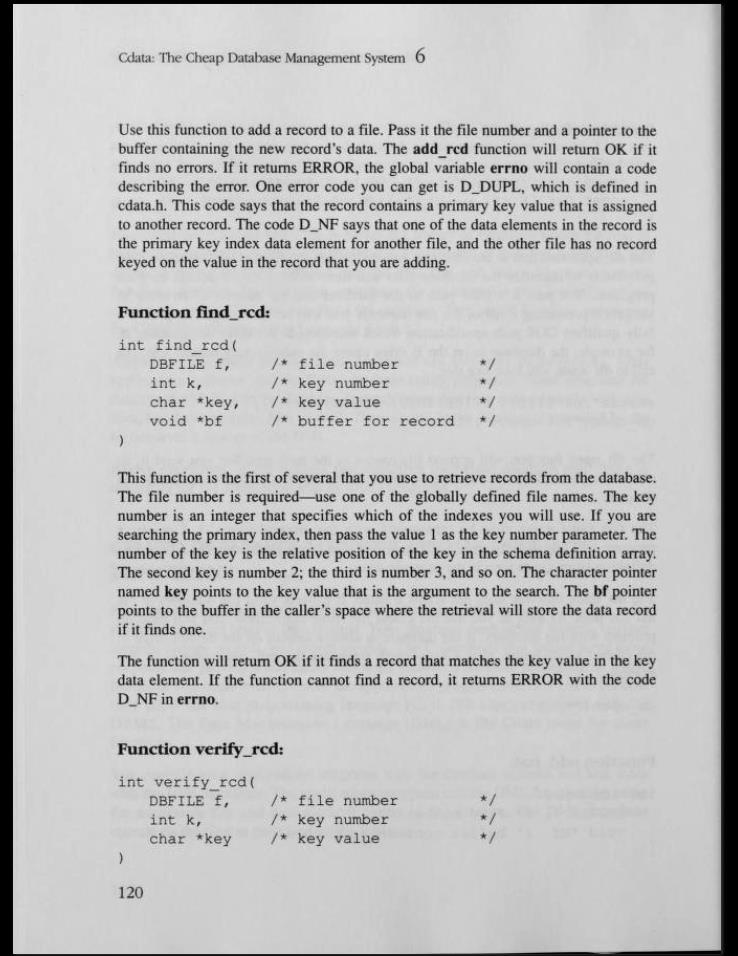 Cdata: The Cheap Database Management System 6
Use this function to add a record to a file. Pass it the file number and a pointer to the
buffer containing the new record's data. The add_rcd function will return OK if it
finds no errors. If it returns ERROR, the global variable errno will contain a code
describing the error. One error code you can get is D_DUPL, which is defined in
cdata.h. This code says that the record contains a primary key value that is assigned
to another record. The code D_NF says that one of the data elements in the record is
the primary key index data element for another file, and the other file has no record
keyed on the value in the record that you are adding.
Function find_rcd:
int find_rcd(
DBFILE f, /* file number */
int k, /* key number */
char *key, /* key value */
void *bf /* buffer for record */
)
This function is the first of several that you use to retrieve records from the database.
The file number is required—use one of the globally defined file names. The key
number is an integer that specifies which of the indexes you will use. If you are
searching the primary index, then pass the value 1 as the key number parameter. The
number of the key is the relative position of the key in the schema definition array.
The second key is number 2; the third is number 3, and so on. The character pointer
named key points to the key value that is the argument to the search. The bf pointer
points to the buffer in the caller's space where the retrieval will store the data record
if it finds one.
The function will return OK if it finds a record that matches the key value in the key
data element. If the function cannot find a record, it returns ERROR with the code
D_NF in errno.
Function verify_rcd:
int verify_rcd(
DBFILE f, /* file number */
int k, /* key number */
char *key /* key value */
)
120